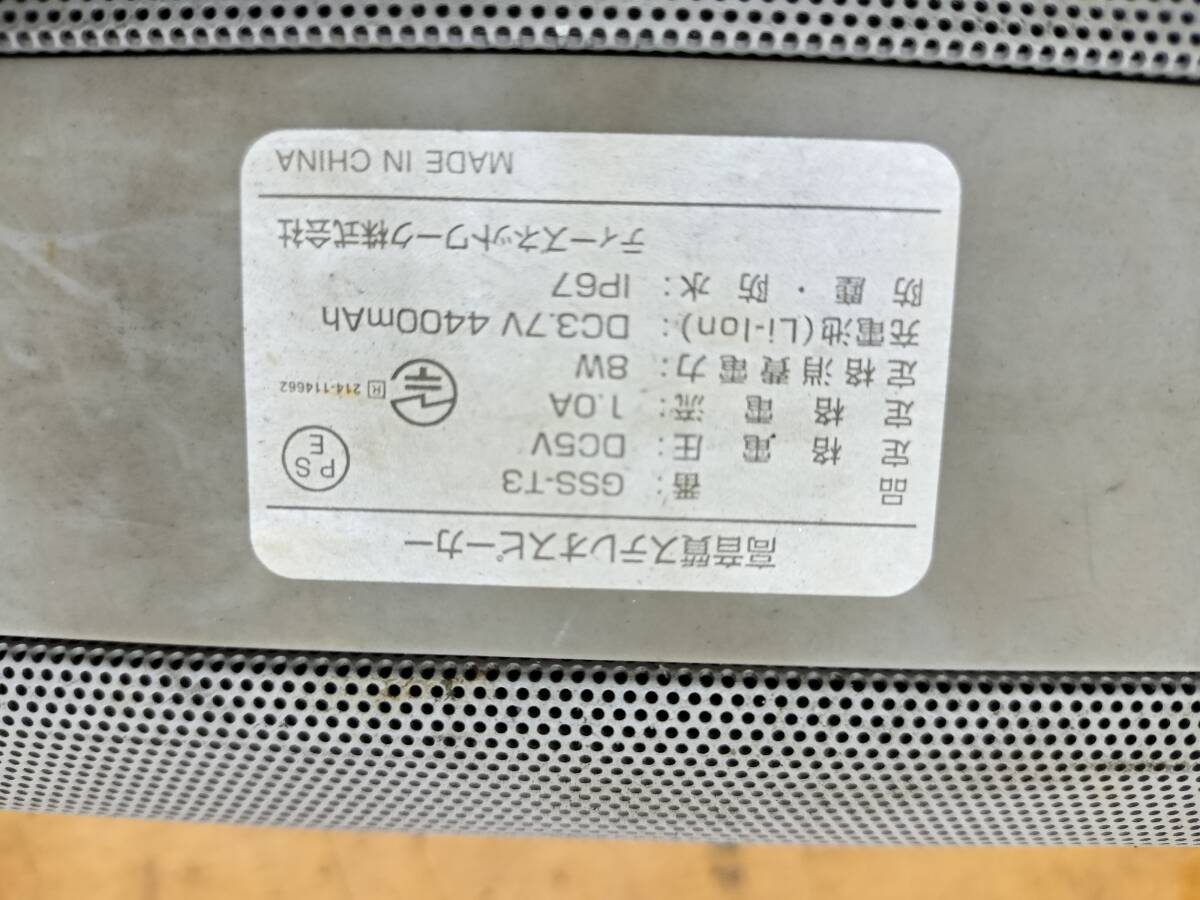 高音質ステレオスピーカー
品番: GSS-T3
定格電圧: DC5V
定格電流: 1.0A
定格消費電力: 8W
充電池(Li-Ion): DC3.7V 4400mAh
防塵・防水: IP67
ティースネットワーク株式会社
MADE IN CHINA
PSE
R 214-114662